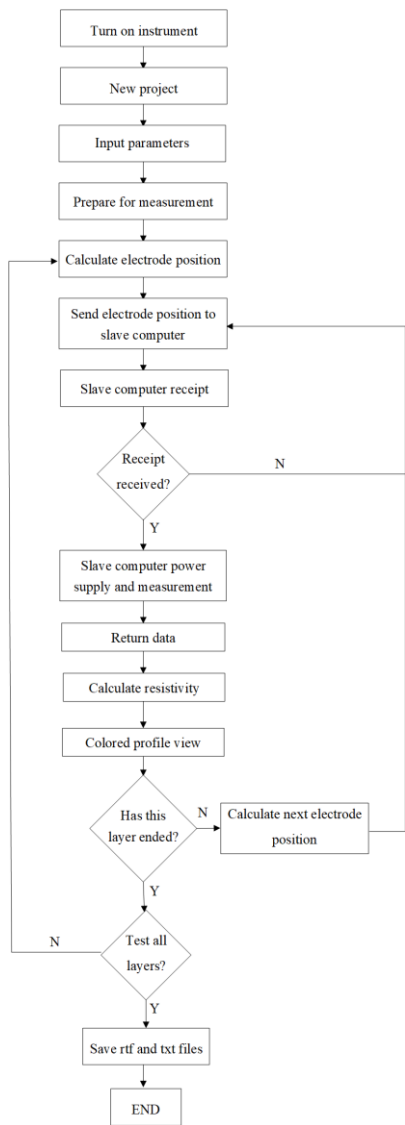 Turn on instrument
New project
Input parameters
Prepare for measurement
Calculate electrode position
Send electrode position to
slave computer
Slave computer receipt
Receipt
received?
N
Y
Slave computer power
supply and measurement
Return data
Calculate resistivity
Colored profile view
Has this
layer ended?
N
Calculate next electrode
position
Y
Test all
layers?
N
Y
Save rtf and txt files
END